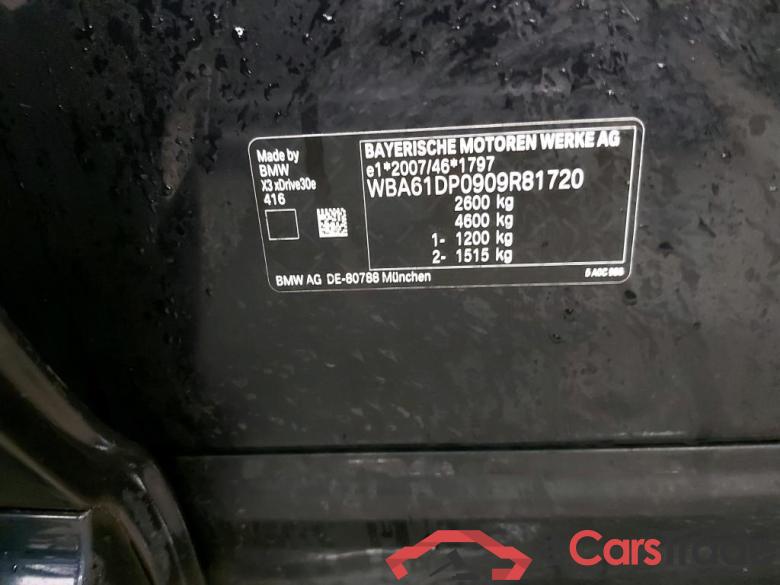 Made by
BMW
X3 xDrive30e
416
BAYERISCHE MOTOREN WERKE AG
e1*2007/46*1797
WBA61DP0909R81720
2600 kg
4600 kg
1- 1200 kg
2- 1515 kg
BMW AG DE-80788 München
CarsTrade